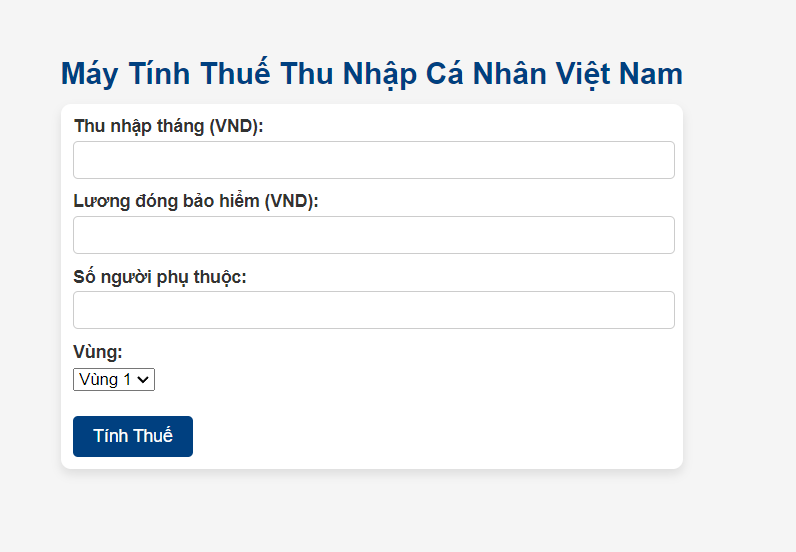 Máy Tính Thuế Thu Nhập Cá Nhân Việt Nam
Thu nhập tháng (VND):
Lương đóng bảo hiểm (VND):
Số người phụ thuộc:
Vùng:
Vùng 1
Tính Thuế